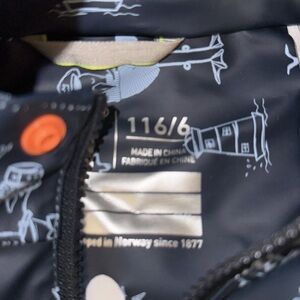 116/6
MADE IN CHINA
FABRIQUÉ EN CHINE
in Norway since 1877